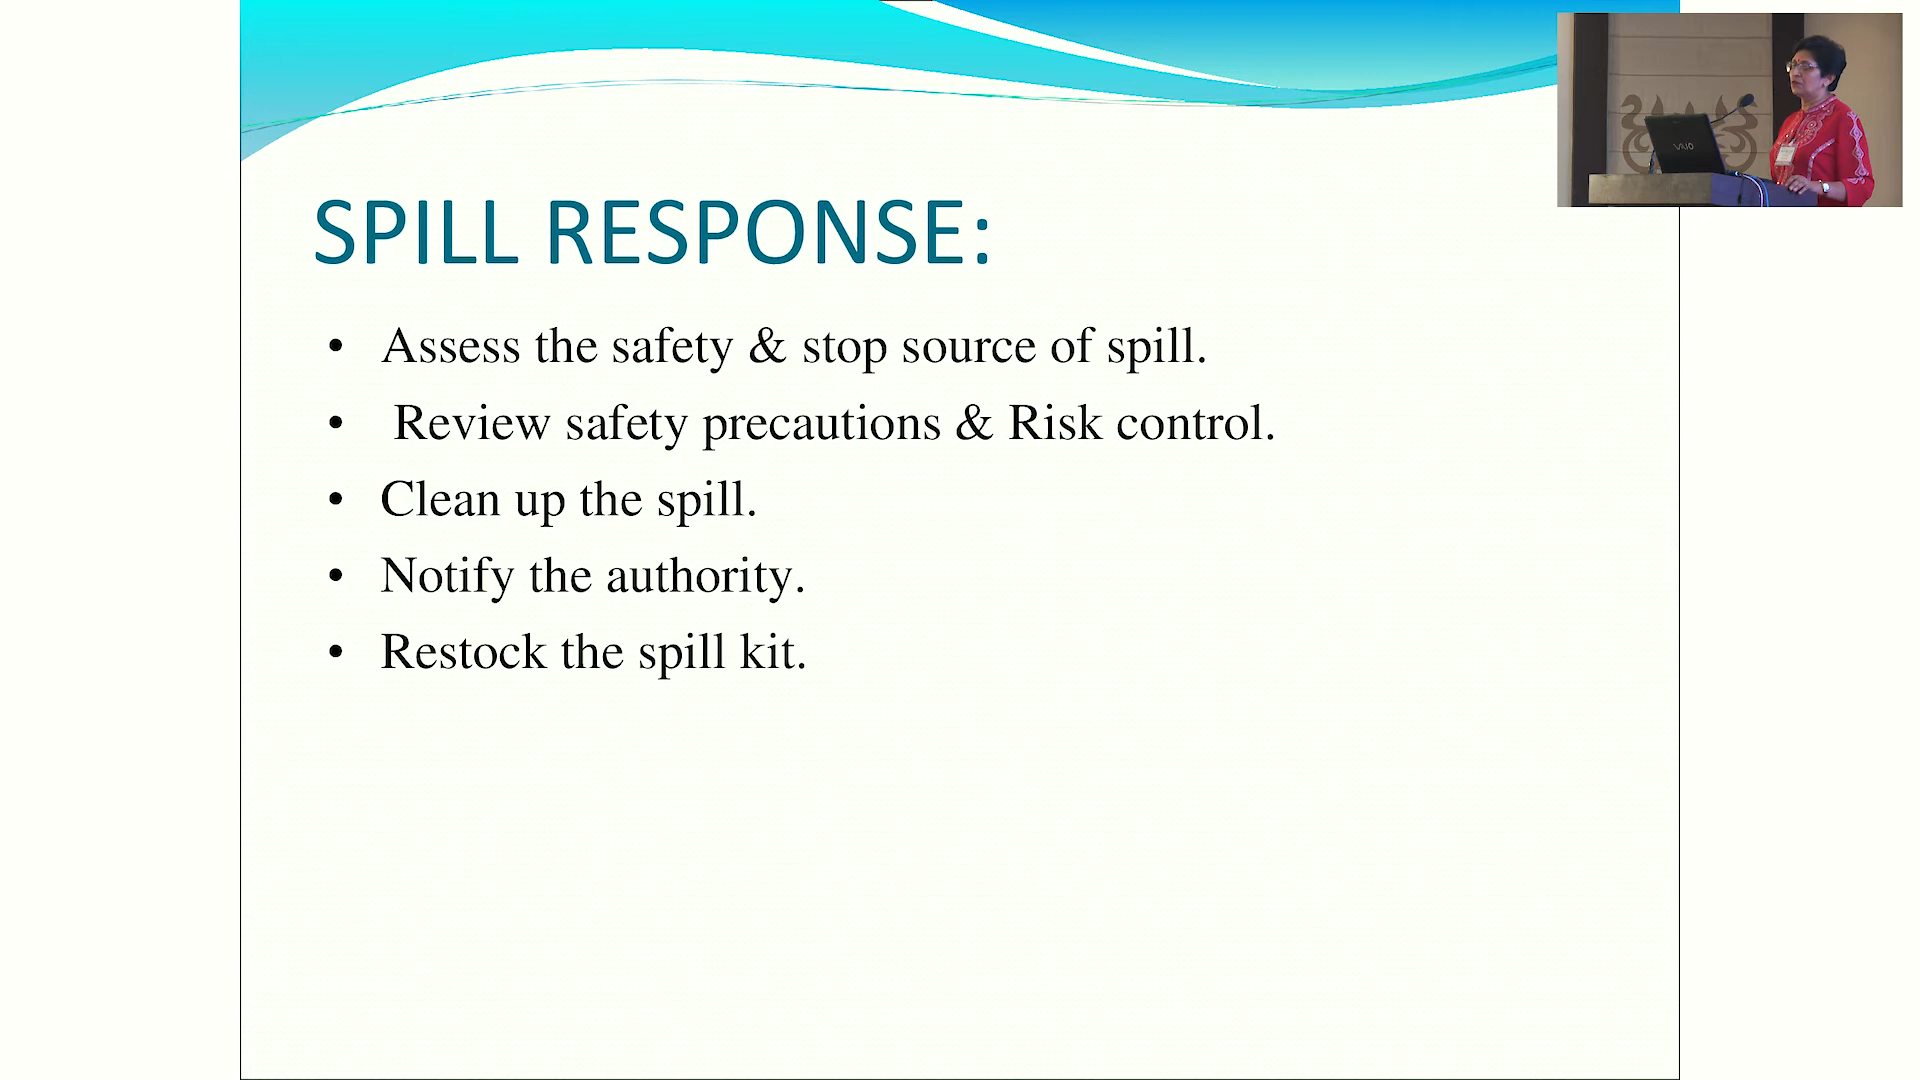 SPILL RESPONSE:
• Assess the safety & stop source of spill.
• Review safety precautions & Risk control.
• Clean up the spill.
• Notify the authority.
• Restock the spill kit.
VAIO